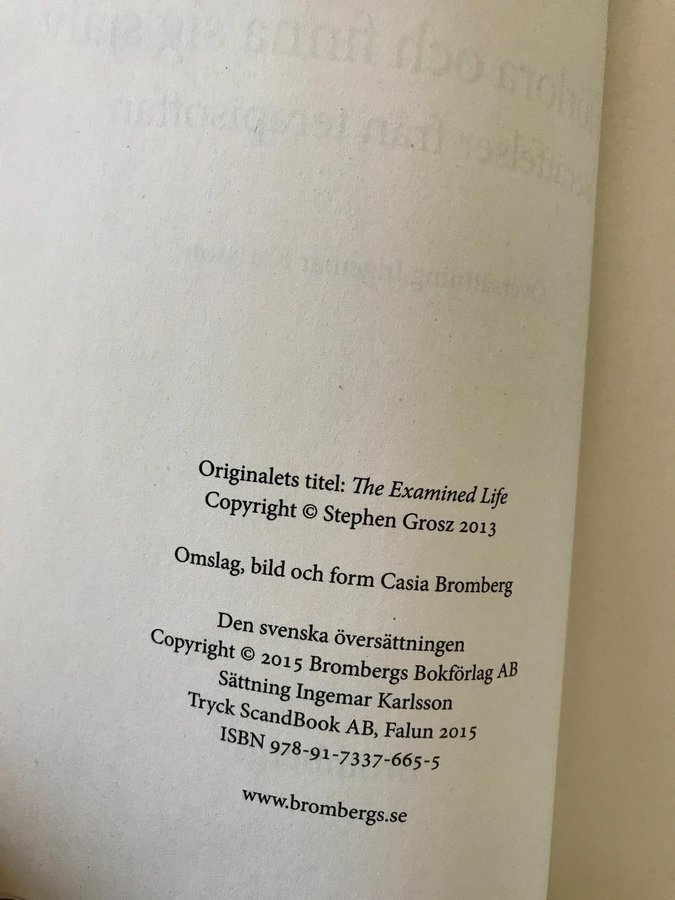 Originalets titel: The Examined Life
Copyright © Stephen Grosz 2013
Omslag, bild och form Casia Bromberg
Den svenska översättningen
Copyright © 2015 Brombergs Bokförlag AB
Sättning Ingemar Karlsson
Tryck ScandBook AB, Falun 2015
ISBN 978-91-7337-665-5
www.brombergs.se